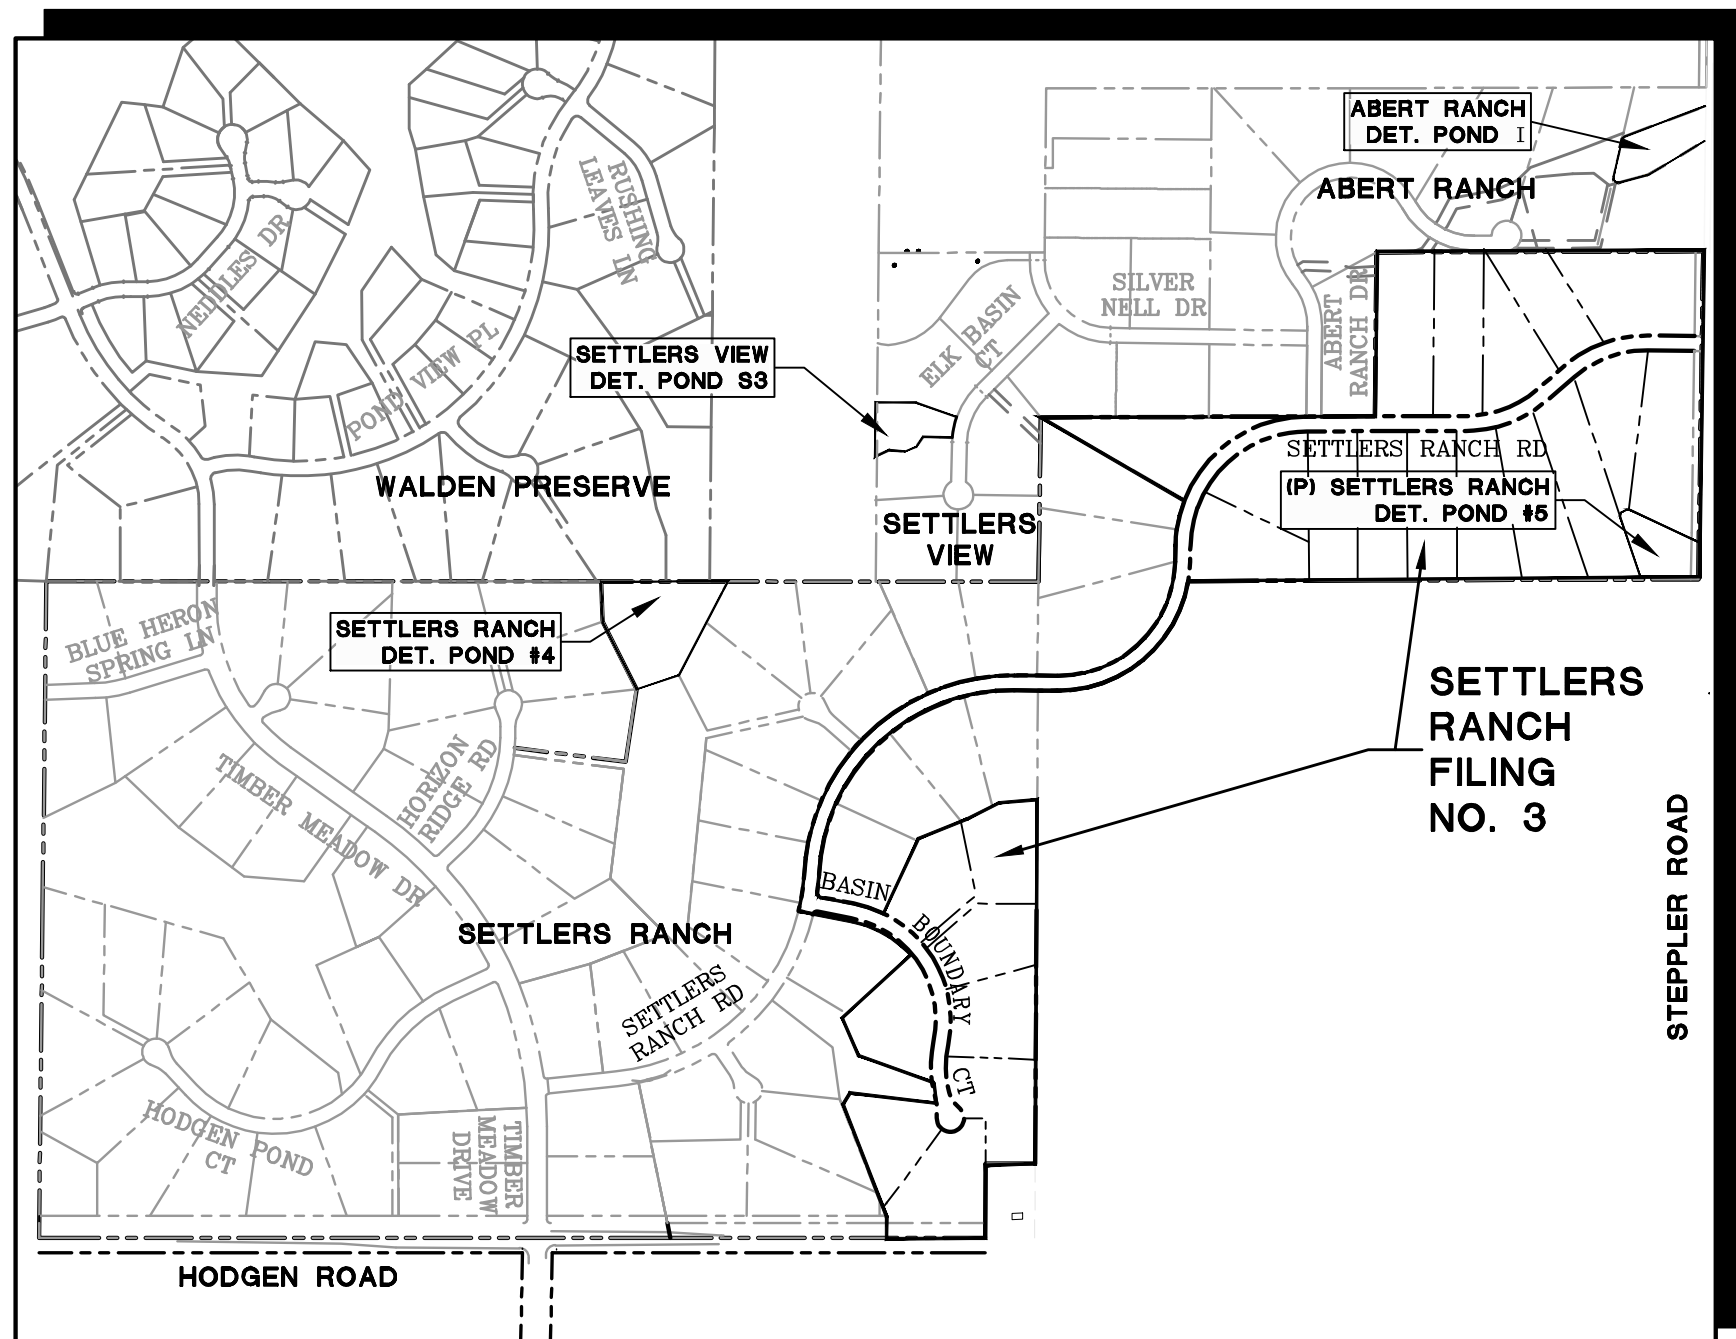 ABERT RANCH
DET. POND I
ABERT RANCH
RUSHING
LEAVES LN
NEDDLES DR
SILVER
NELL DR
ABERT
RANCH DR
ELK BASIN
CT
POND VIEW PL
SETTLERS VIEW
DET. POND S3
SETTLERS RANCH RD
WALDEN PRESERVE
(P) SETTLERS RANCH
DET. POND #5
SETTLERS
VIEW
BLUE HERON
SPRING LN
SETTLERS RANCH
DET. POND #4
SETTLERS
RANCH
FILING
NO. 3
HORIZON
RIDGE RD
TIMBER MEADOW DR
STEPPLER ROAD
BASIN BOUNDARY CT
SETTLERS RANCH
SETTLERS
RANCH RD
HODGEN POND
CT
TIMBER
MEADOW
DRIVE
HODGEN ROAD